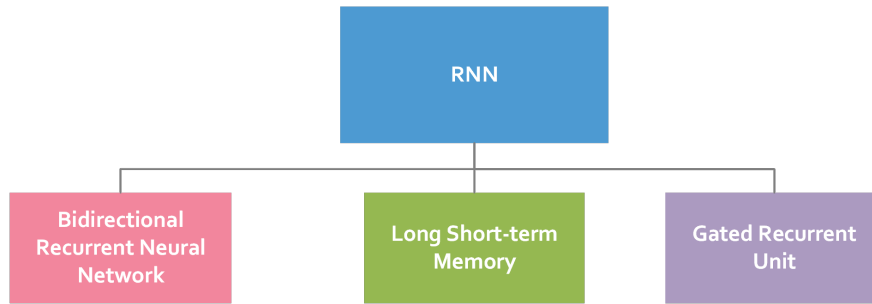 RNN
Bidirectional
Recurrent Neural
Network
Long Short-term
Memory
Gated Recurrent
Unit